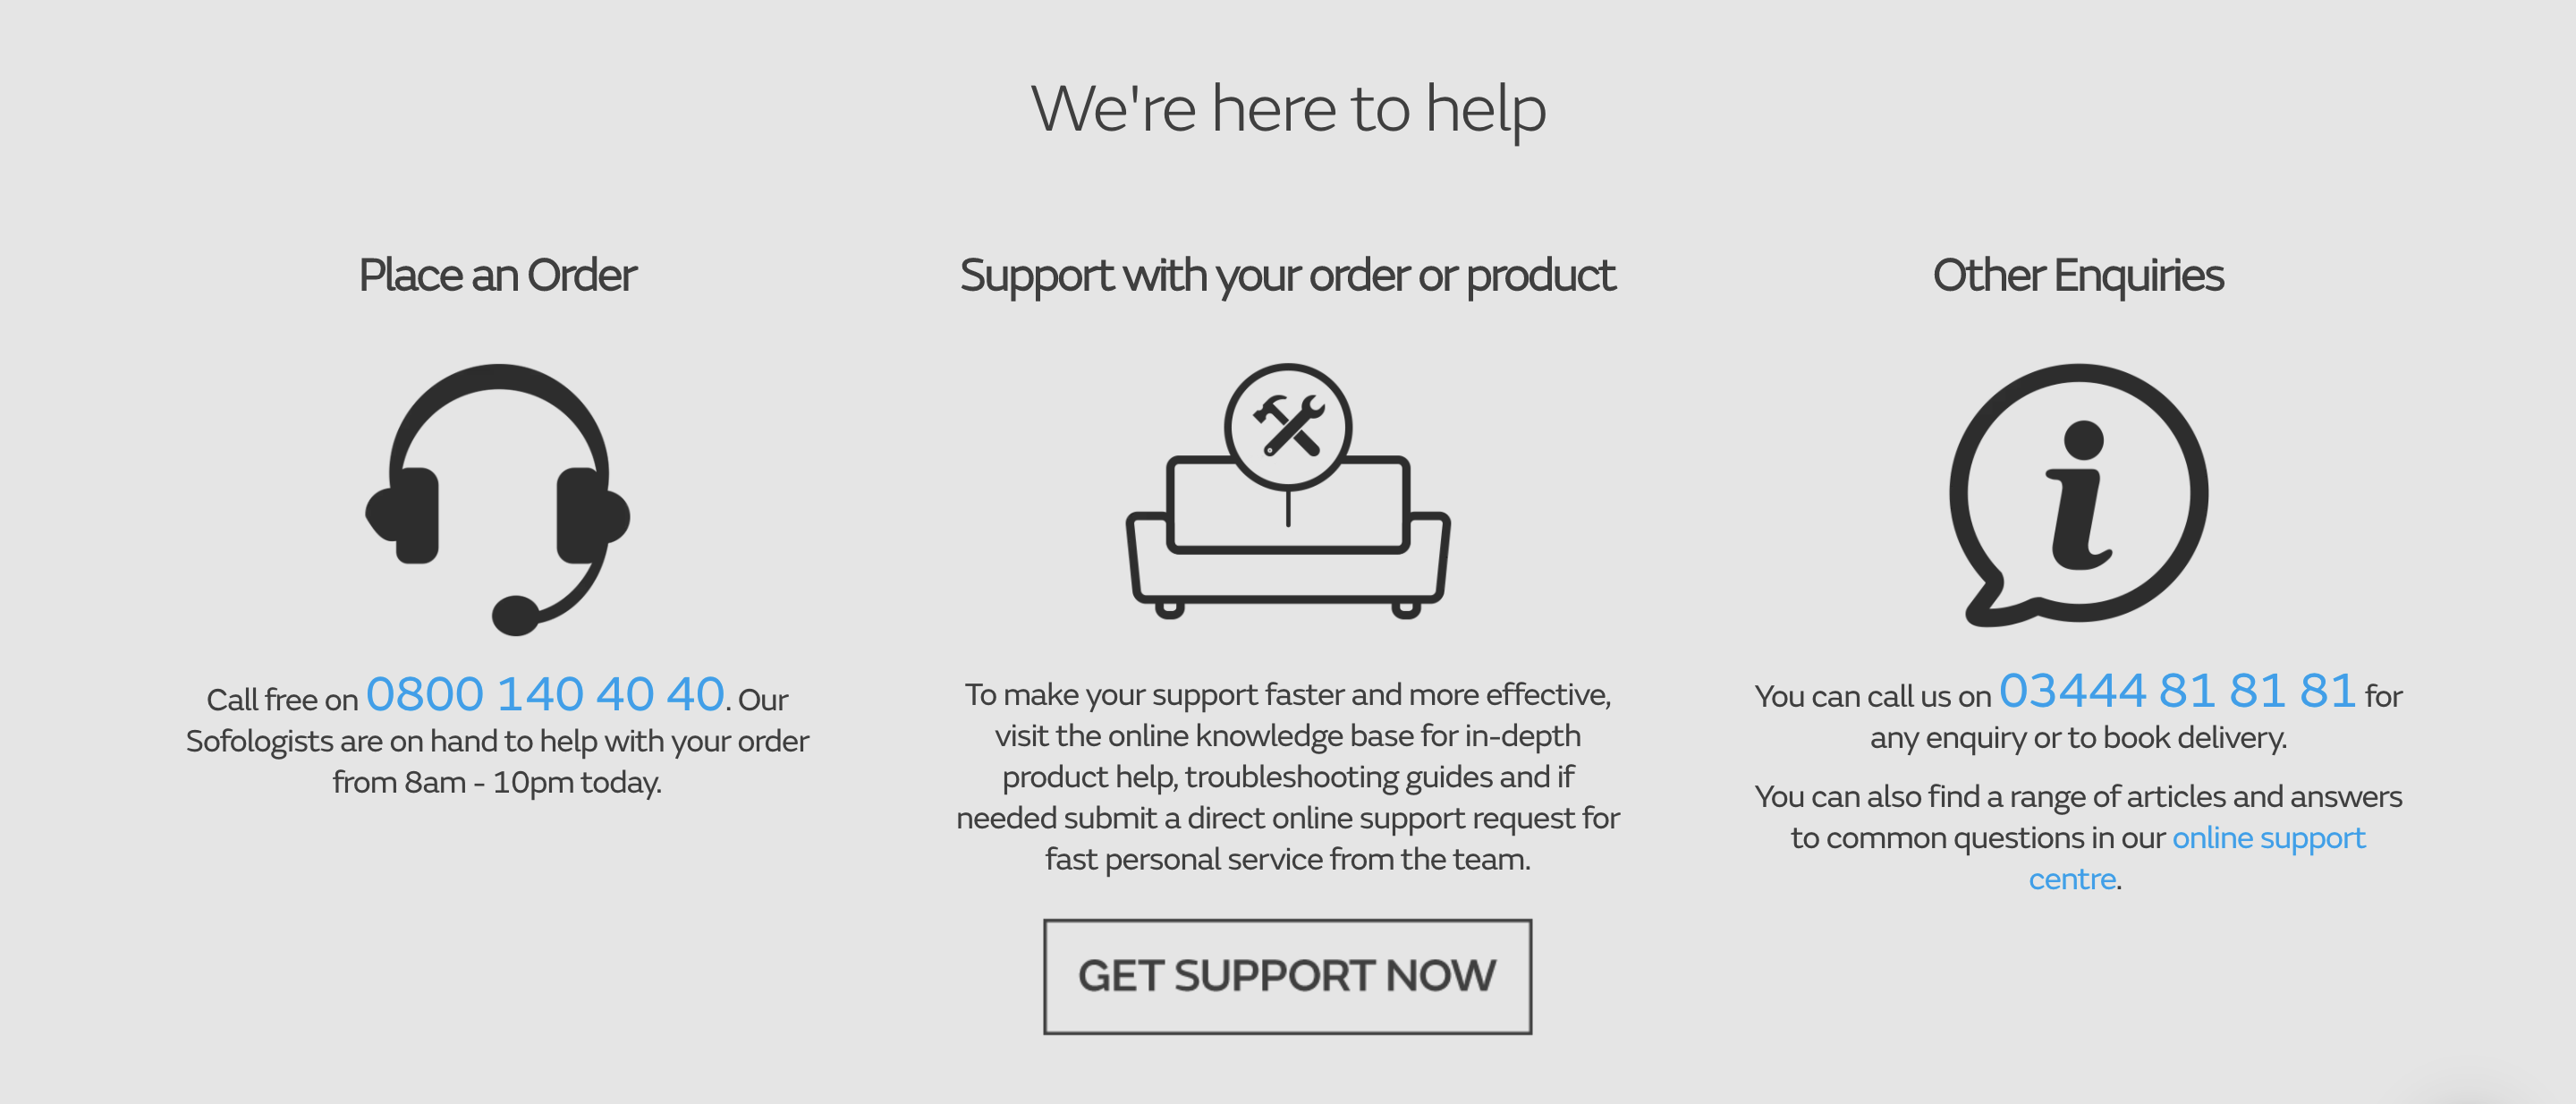 We're here to help
Place an Order
Call free on 0800 140 40 40. Our
Sofologists are on hand to help with your order
from 8am - 10pm today.
Support with your order or product
To make your support faster and more effective,
visit the online knowledge base for in-depth
product help, troubleshooting guides and if
needed submit a direct online support request for
fast personal service from the team.
GET SUPPORT NOW
Other Enquiries
You can call us on 03444 81 81 81 for
any enquiry or to book delivery.
You can also find a range of articles and answers
to common questions in our online support
centre.